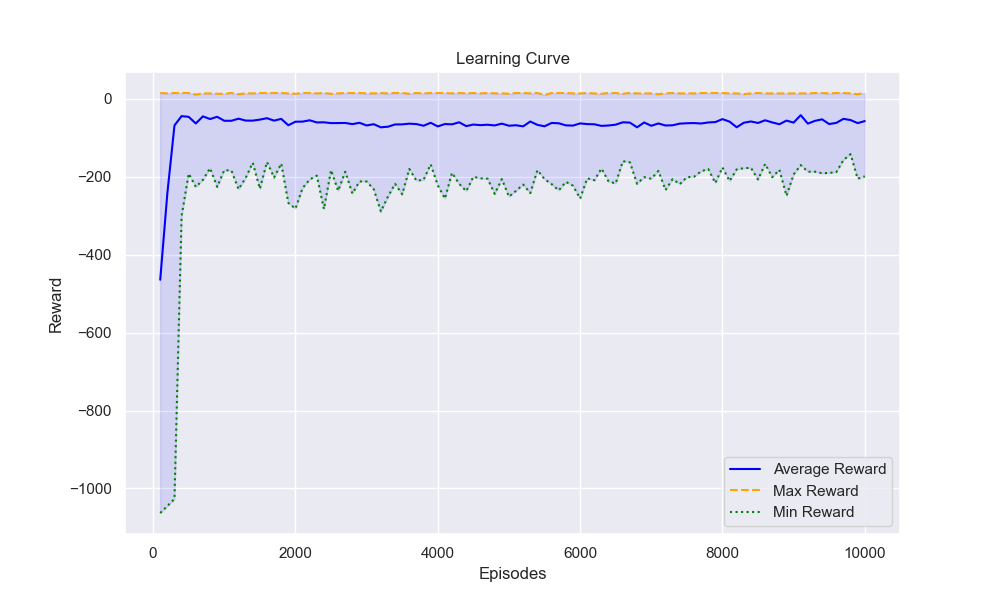 Learning Curve
0
−200
−400
−600
−800
−1000
Reward
0
2000
4000
6000
8000
10000
Episodes
Average Reward
Max Reward
Min Reward